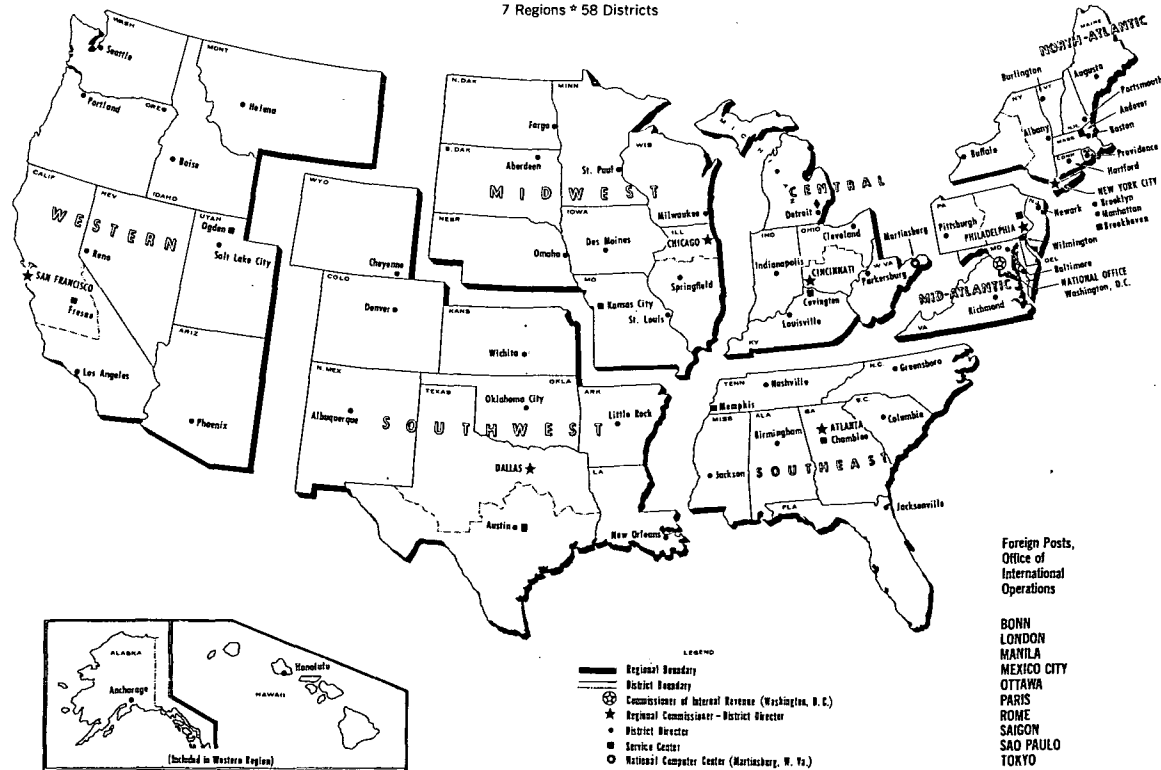 7 Regions ☆ 58 Districts
WASH
Seattle
Portland
ORE
MONT
Helena
Boise
IDAHO
CALIF
NEV
WESTERN
UTAH
Ogden
Salt Lake City
Reno
SAN FRANCISCO
Fresno
Los Angeles
ARIZ
Phoenix
WYO
Cheyenne
COLO
Denver
N. MEX
Albuquerque
KANS
Wichita
OKLA
Oklahoma City
TEXAS
SOUTHWEST
DALLAS
Austin
ARK
Little Rock
LA
New Orleans
N. DAK
Fargo
S. DAK
Aberdeen
MINN
St. Paul
MIDWEST
NEBR
Omaha
IOWA
Des Moines
WIS
Milwaukee
ILL
CHICAGO
Springfield
MO
Kansas City
St. Louis
MICHIGAN
CENTRAL
Detroit
IND
Indianapolis
OHIO
Cleveland
CINCINNATI
Covington
Louisville
KY
W. VA
Parkersburg
Martinsburg
TENN
Nashville
Memphis
MISS
Jackson
ALA
Birmingham
GA
ATLANTA
Chamblee
SOUTHEAST
N.C.
Greensboro
S.C.
Columbia
FLA
Jacksonville
MAINE
NORTH-ATLANTIC
Burlington
Augusta
Portsmouth
Andover
Boston
Providence
Hartford
NEW YORK CITY
Brooklyn
Manhattan
Brookhaven
NY
VT
N.H.
MASS
CONN
Albany
Buffalo
PA
Pittsburgh
PHILADELPHIA
N.J.
Newark
Wilmington
DEL
Baltimore
MD
NATIONAL OFFICE
Washington, D.C.
MID-ATLANTIC
Richmond
VA
ALASKA
Anchorage
Honolulu
HAWAII
(Included in Western Region)
LEGEND
Regional Boundary
District Boundary
Commissioner of Internal Revenue (Washington, D.C.)
Regional Commissioner - District Director
District Director
Service Center
National Computer Center (Martinsburg, W. Va.)
Foreign Posts,
Office of
International
Operations
BONN
LONDON
MANILA
MEXICO CITY
OTTAWA
PARIS
ROME
SAIGON
SAO PAULO
TOKYO